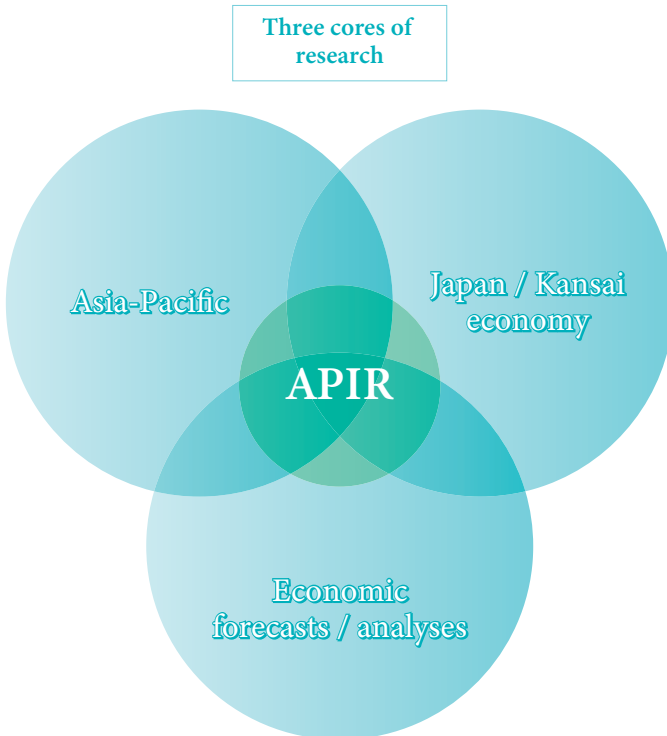 Three cores of
research
Asia-Pacific
Japan / Kansai
economy
APIR
Economic
forecasts / analyses